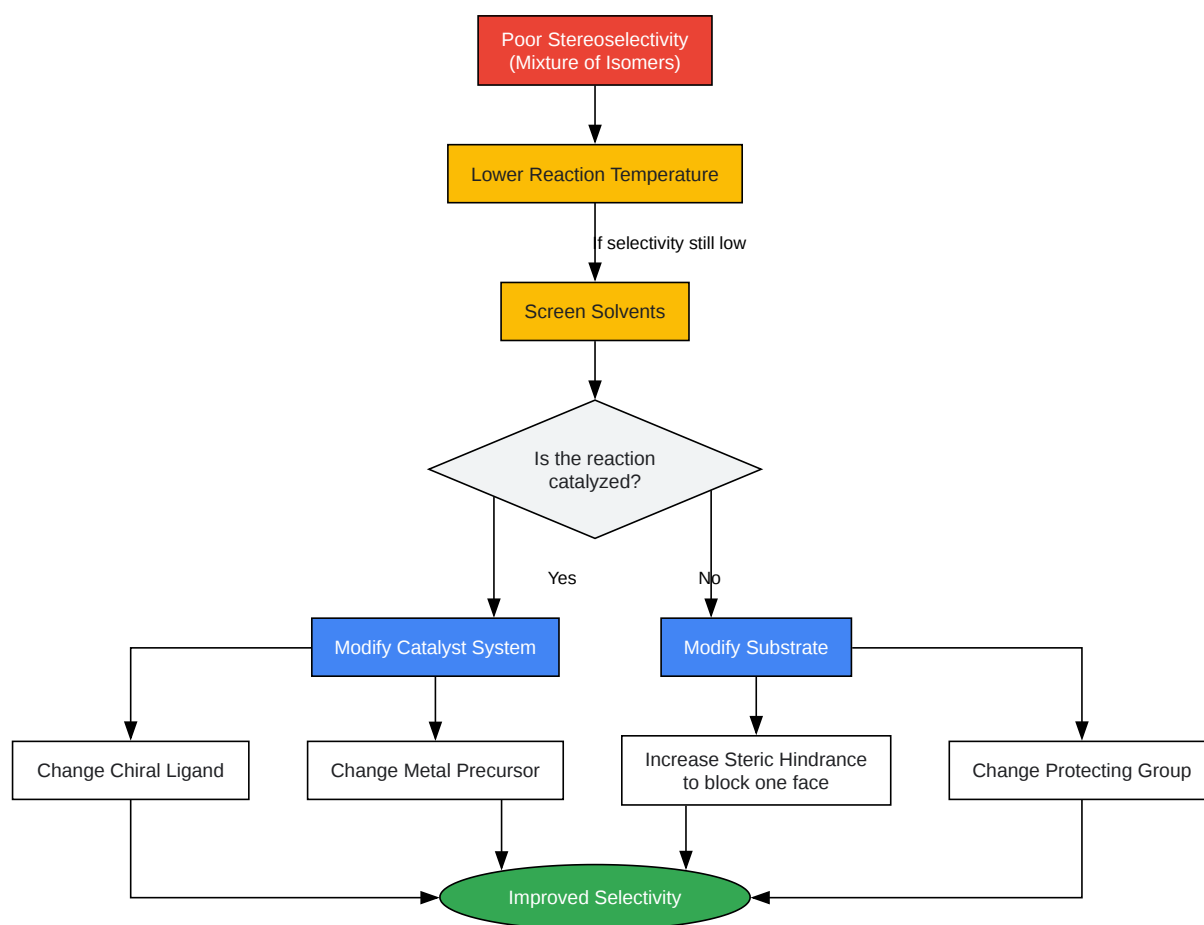 Poor Stereoselectivity
(Mixture of Isomers)
Lower Reaction Temperature
If selectivity still low
Screen Solvents
Is the reaction
catalyzed?
Yes
No
Modify Catalyst System
Modify Substrate
Change Chiral Ligand
Change Metal Precursor
Increase Steric Hindrance
to block one face
Change Protecting Group
Improved Selectivity